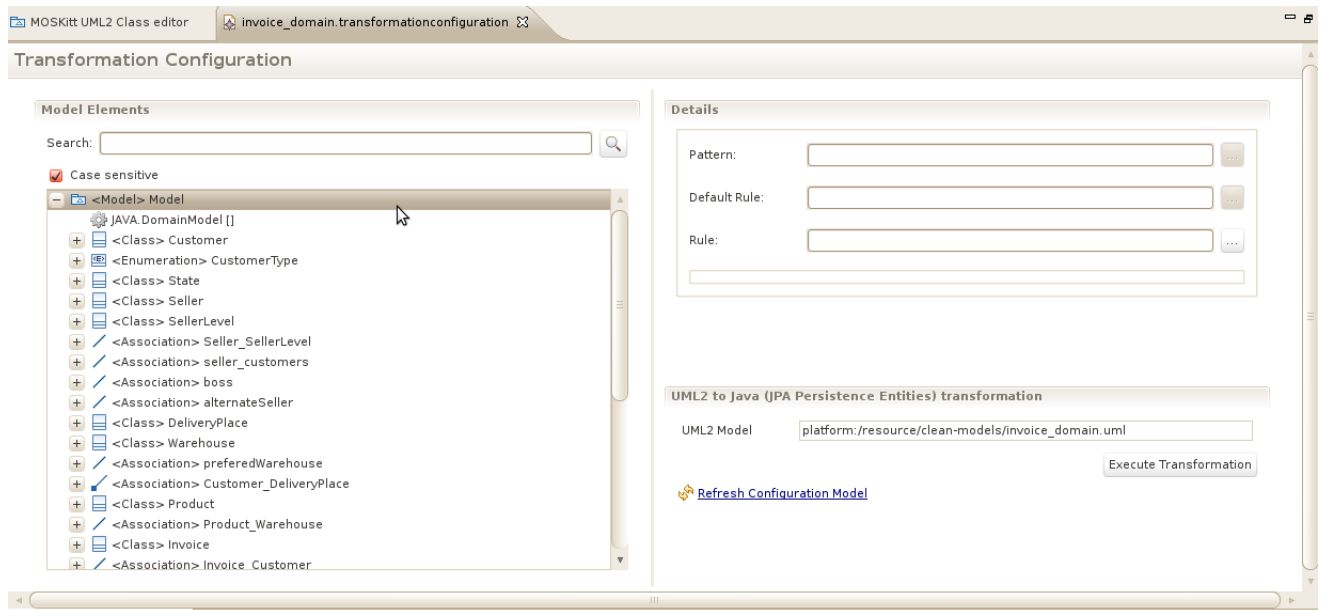 MOSKitt UML2 Class editor
invoice_domain.transformationconfiguration
Transformation Configuration
Model Elements
Search:
Case sensitive
<Model> Model
JAVA.DomainModel []
<Class> Customer
<Enumeration> CustomerType
<Class> State
<Class> Seller
<Class> SellerLevel
<Association> Seller_SellerLevel
<Association> seller_customers
<Association> boss
<Association> alternateSeller
<Class> DeliveryPlace
<Class> Warehouse
<Association> preferedWarehouse
<Association> Customer_DeliveryPlace
<Class> Product
<Association> Product_Warehouse
<Class> Invoice
<Association> Invoice_Customer
Details
Pattern:
...
Default Rule:
...
Rule:
...
UML2 to Java (JPA Persistence Entities) transformation
UML2 Model
platform:/resource/clean-models/invoice_domain.uml
Execute Transformation
Refresh Configuration Model